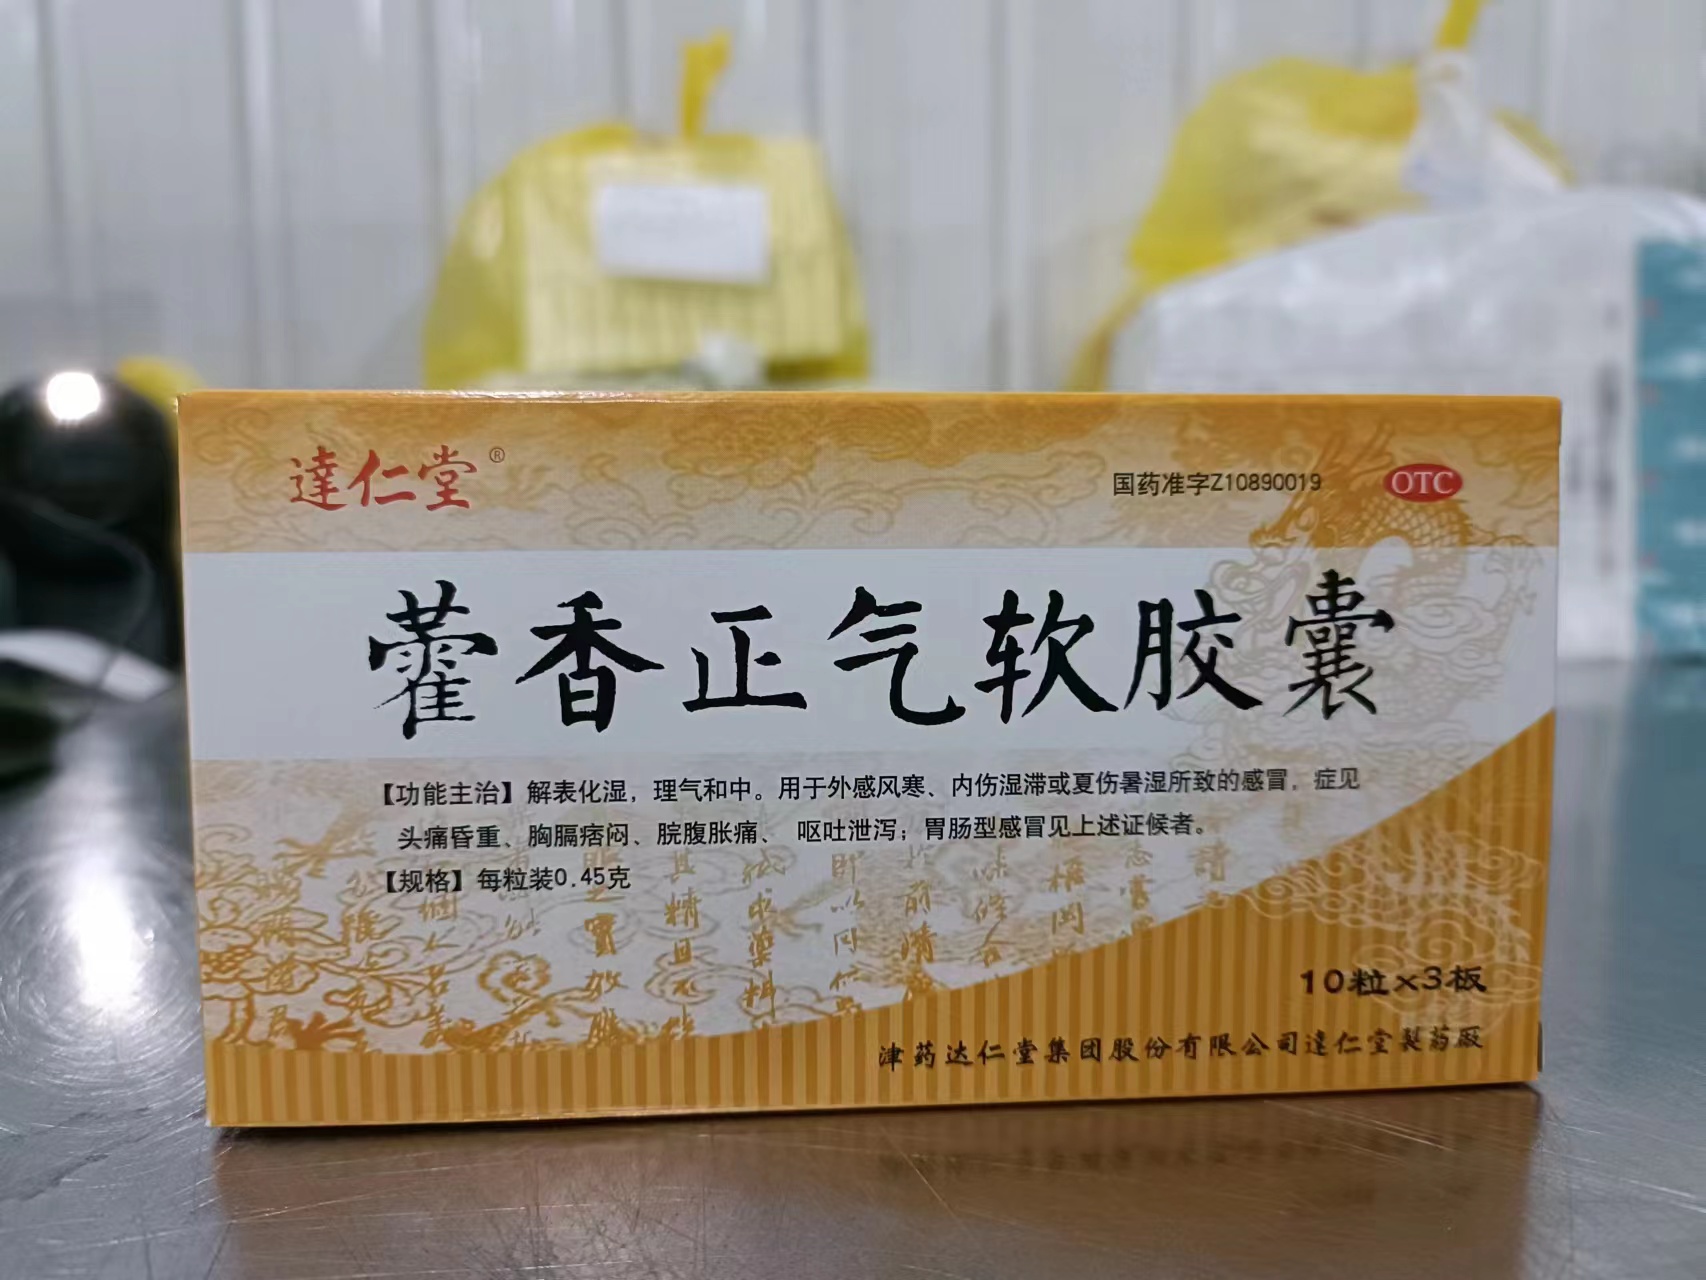 達仁堂®
国药准字Z10890019
OTC
藿香正气软胶囊
【功能主治】解表化湿，理气和中。用于外感风寒、内伤湿滞或夏伤暑湿所致的感冒，症见
头痛昏重、胸膈痞闷、脘腹胀痛、呕吐泄泻；胃肠型感冒见上述证候者。
【规格】每粒装0.45克
10粒×3板
津药达仁堂集团股份有限公司達仁堂製药厰